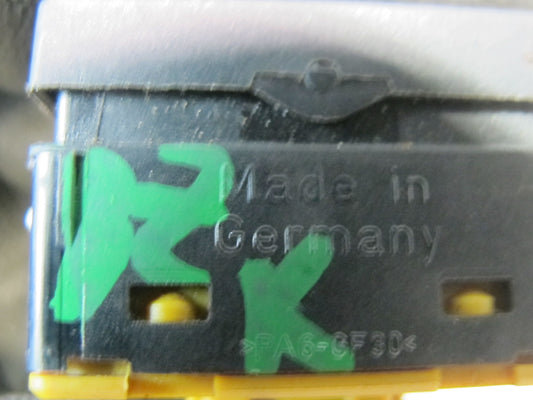 Made in
Germany
K
>PA6-GF30<